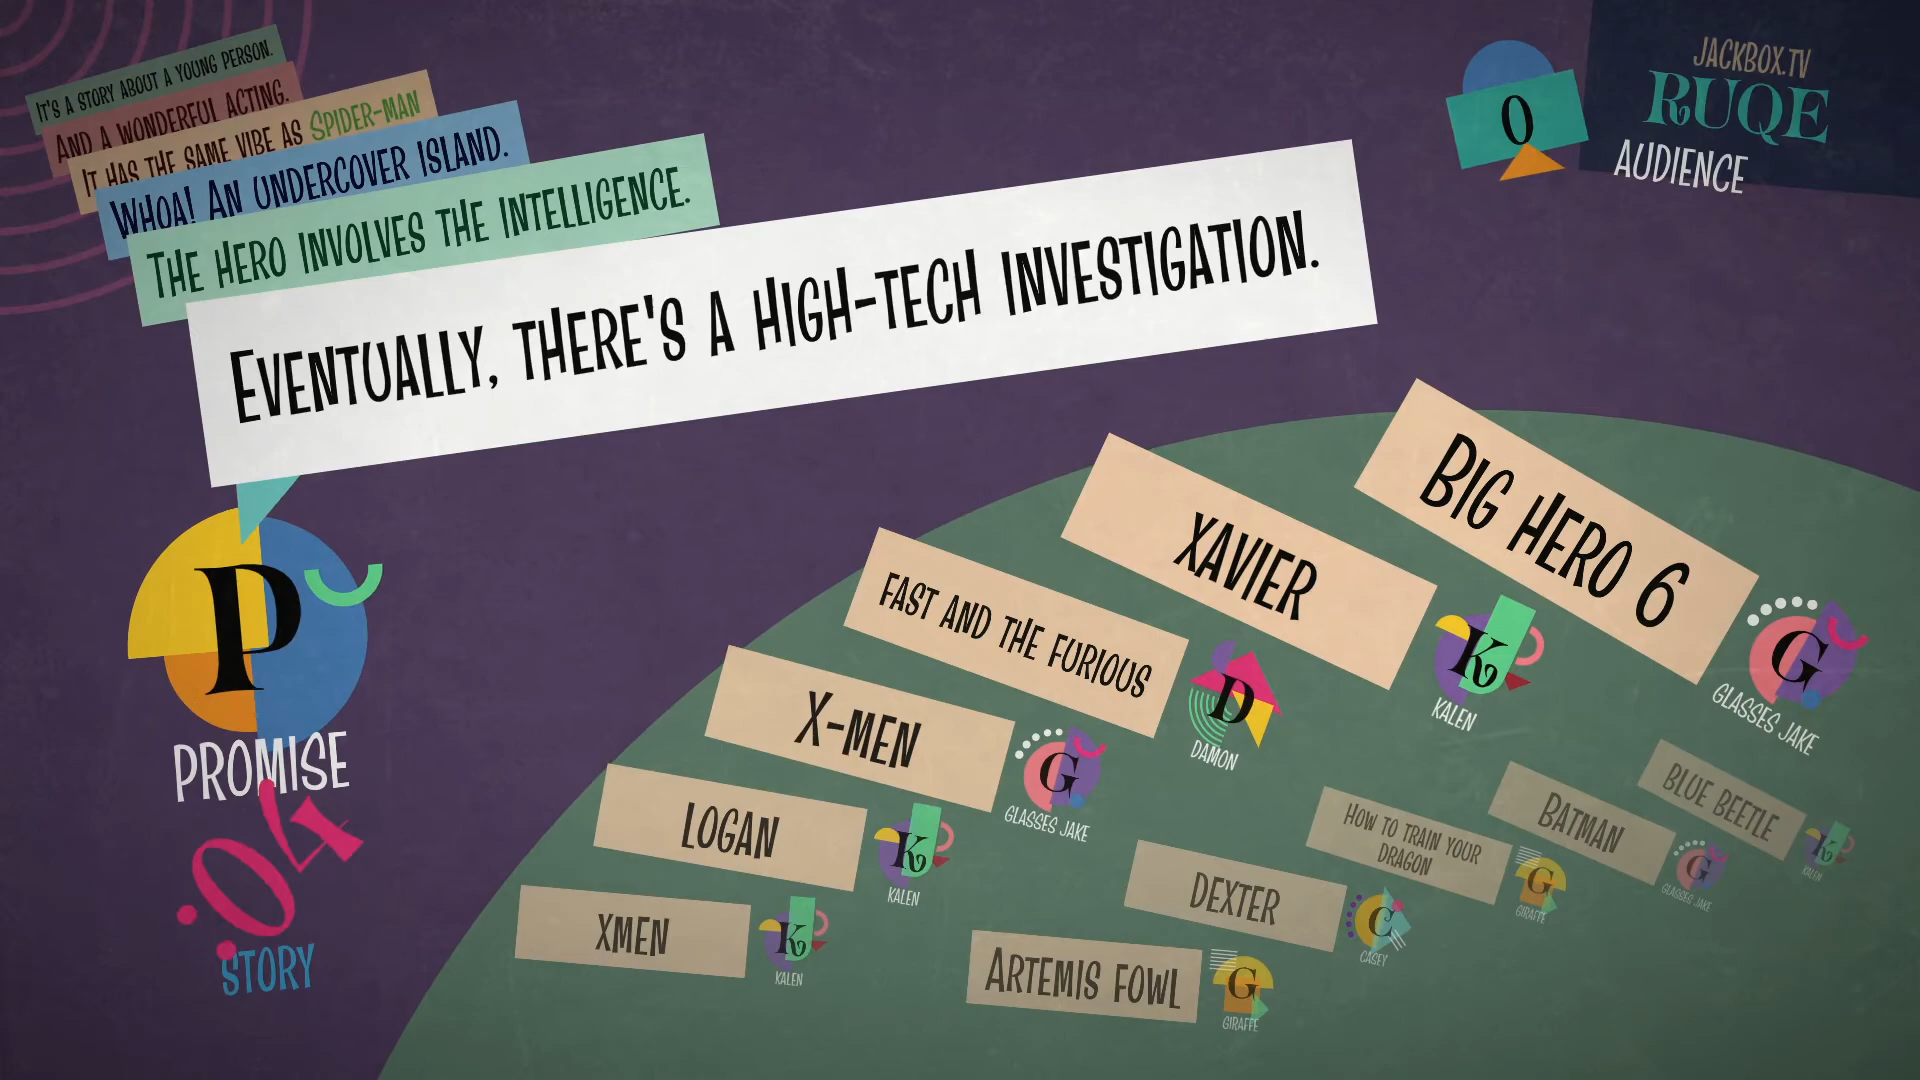 It's a story about a young person.
And a wonderful acting.
It has the same vibe as Spider-Man
Whoa! An undercover island.
The hero involves the intelligence.
Eventually, there's a high-tech investigation.
0
JACKBOX.TV
RUQE
AUDIENCE
P
PROMISE
:04
STORY
BIG HERO 6
G
GLASSES JAKE
XAVIER
K
KALEN
FAST AND THE FURIOUS
D
DAMON
X-MEN
G
GLASSES JAKE
LOGAN
K
KALEN
XMEN
K
KALEN
BLUE BEETLE
K
KALEN
BATMAN
G
GLASSES JAKE
HOW TO TRAIN YOUR
DRAGON
G
GIRAFFE
DEXTER
C
CASEY
ARTEMIS FOWL
G
GIRAFFE